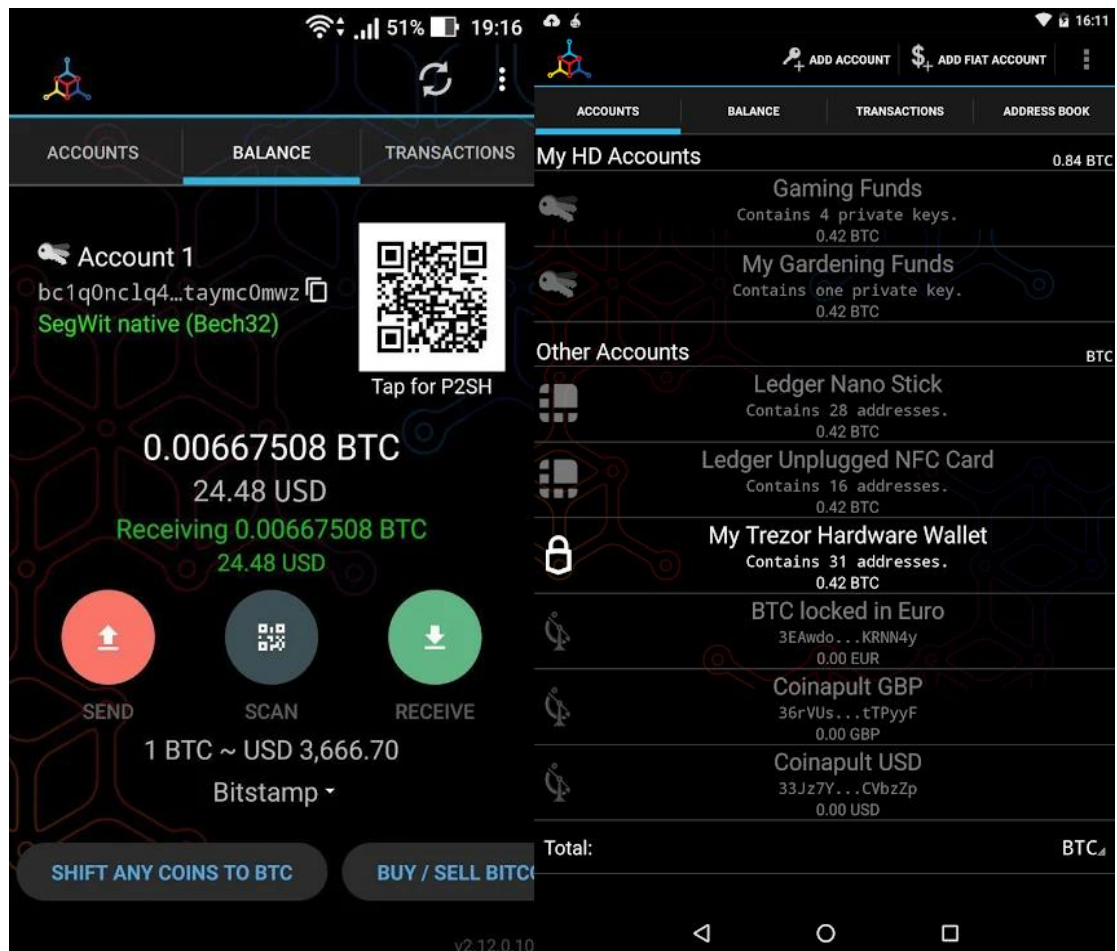 51% 19:16
ACCOUNTS BALANCE TRANSACTIONS
Account 1
bc1q0nclq4…taymc0mwz
SegWit native (Bech32)
Tap for P2SH
0.00667508 BTC
24.48 USD
Receiving 0.00667508 BTC
24.48 USD
SEND SCAN RECEIVE
1 BTC ~ USD 3,666.70
Bitstamp
SHIFT ANY COINS TO BTC BUY / SELL BITCO
v2.12.0.10
16:11
ADD ACCOUNT ADD FIAT ACCOUNT
ACCOUNTS BALANCE TRANSACTIONS ADDRESS BOOK
My HD Accounts 0.84 BTC
Gaming Funds
Contains 4 private keys.
0.42 BTC
My Gardening Funds
Contains one private key.
0.42 BTC
Other Accounts BTC
Ledger Nano Stick
Contains 28 addresses.
0.42 BTC
Ledger Unplugged NFC Card
Contains 16 addresses.
0.42 BTC
My Trezor Hardware Wallet
Contains 31 addresses.
0.42 BTC
BTC locked in Euro
3EAwdo...KRNN4y
0.00 EUR
Coinapult GBP
36rVUs...tTPyyF
0.00 GBP
Coinapult USD
33Jz7Y...CVbzZp
0.00 USD
Total: BTC